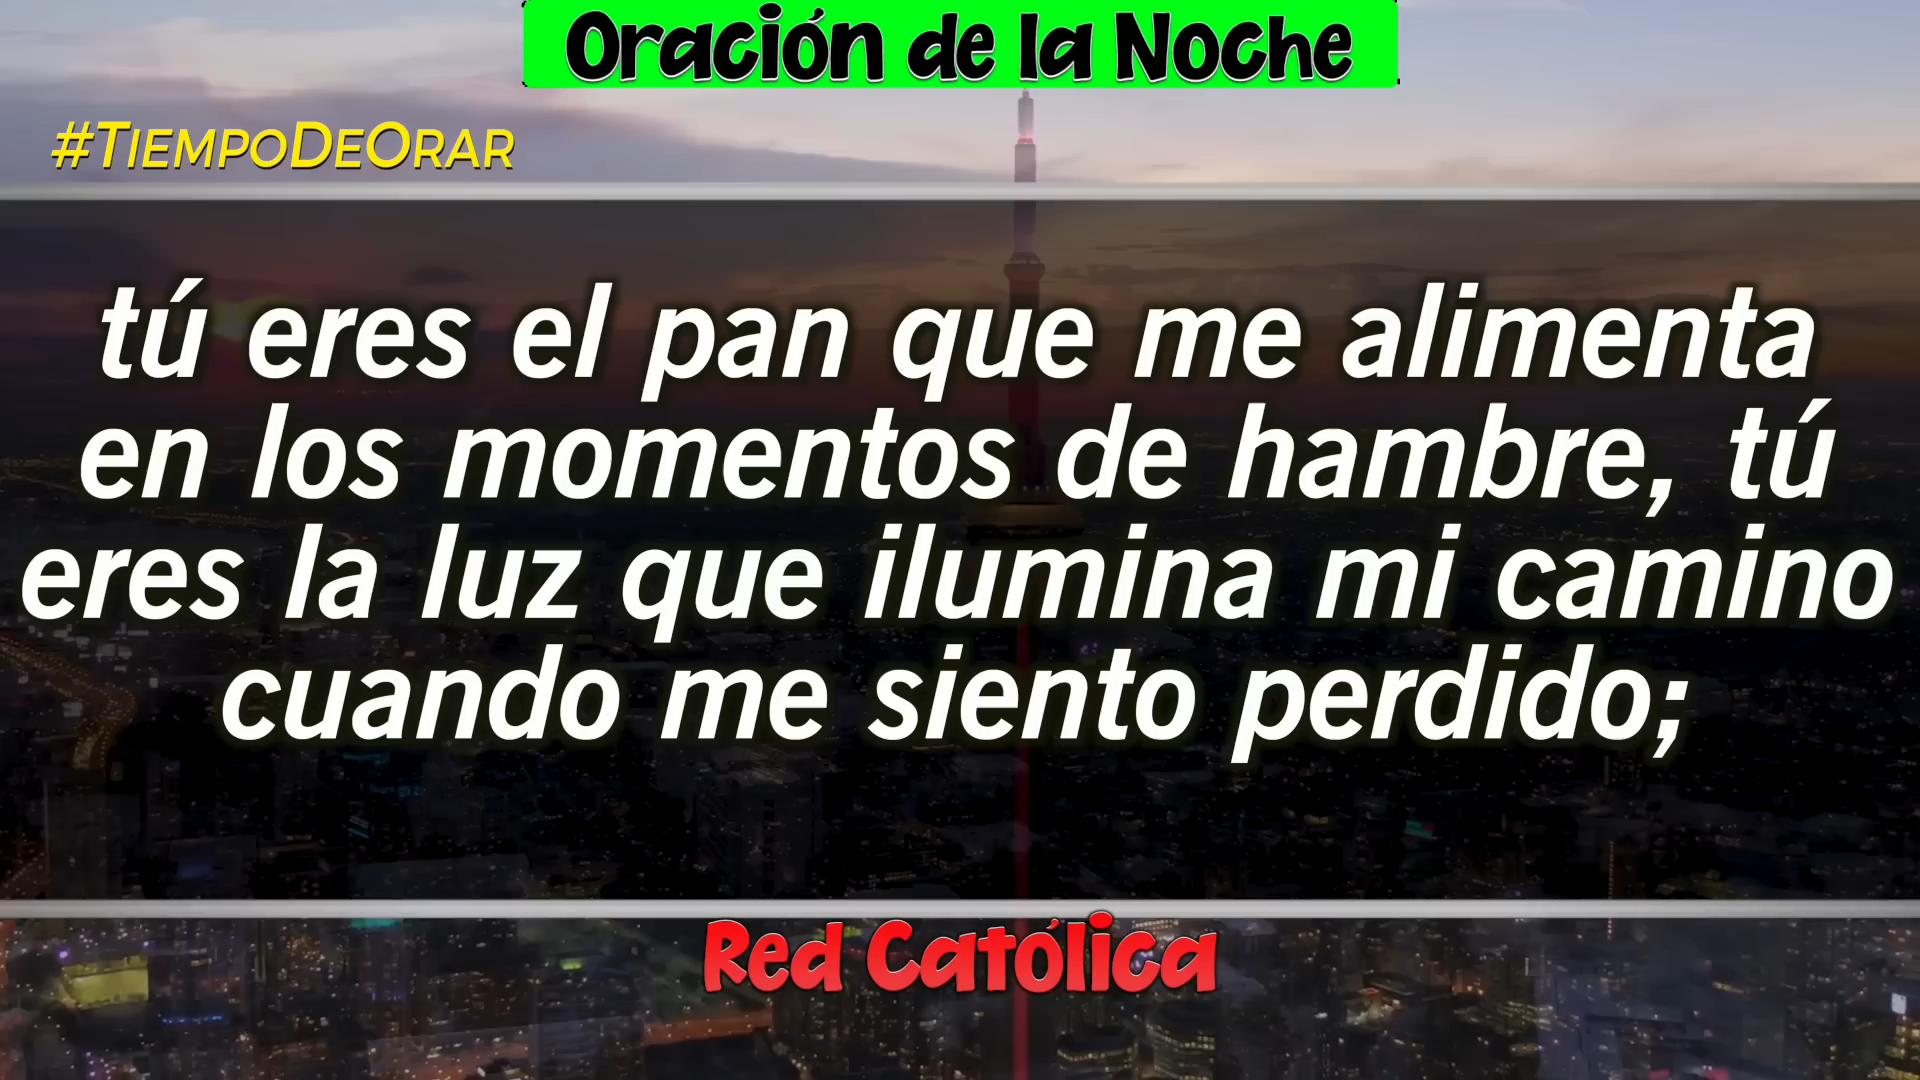 Oración de la Noche
#TiempoDeOrar
tú eres el pan que me alimenta
en los momentos de hambre, tú
eres la luz que ilumina mi camino
cuando me siento perdido;
Red Católica